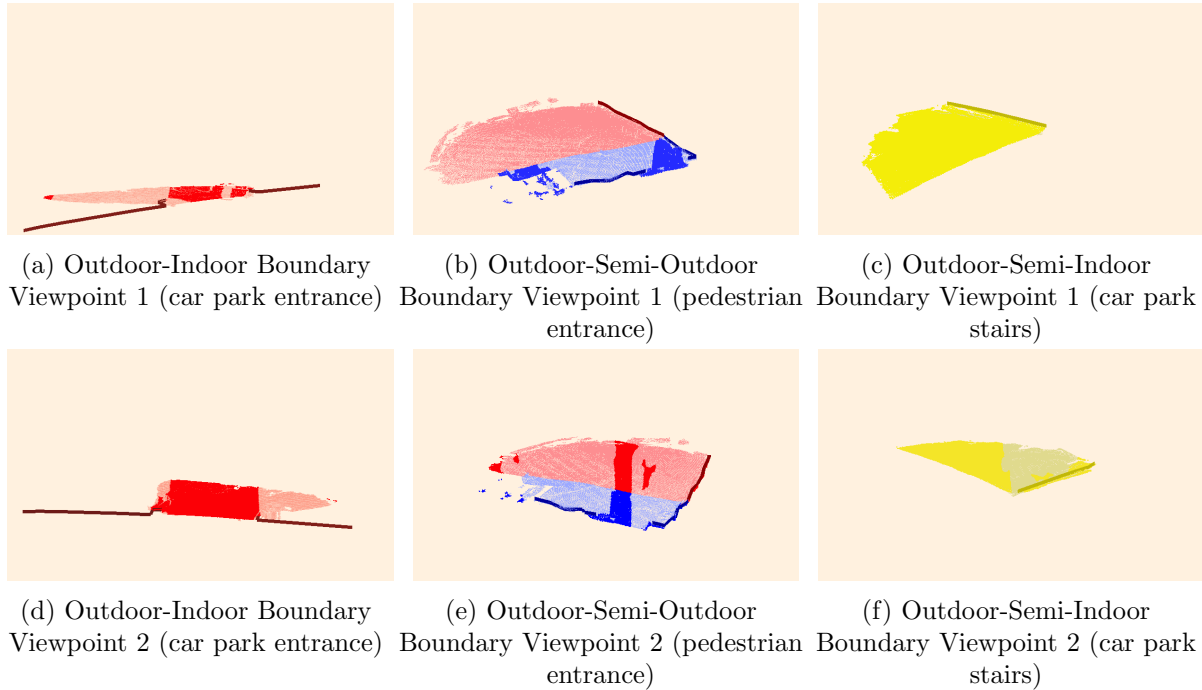 (a) Outdoor-Indoor Boundary
Viewpoint 1 (car park entrance)
(b) Outdoor-Semi-Outdoor
Boundary Viewpoint 1 (pedestrian
entrance)
(c) Outdoor-Semi-Indoor
Boundary Viewpoint 1 (car park
stairs)
(d) Outdoor-Indoor Boundary
Viewpoint 2 (car park entrance)
(e) Outdoor-Semi-Outdoor
Boundary Viewpoint 2 (pedestrian
entrance)
(f) Outdoor-Semi-Indoor
Boundary Viewpoint 2 (car park
stairs)